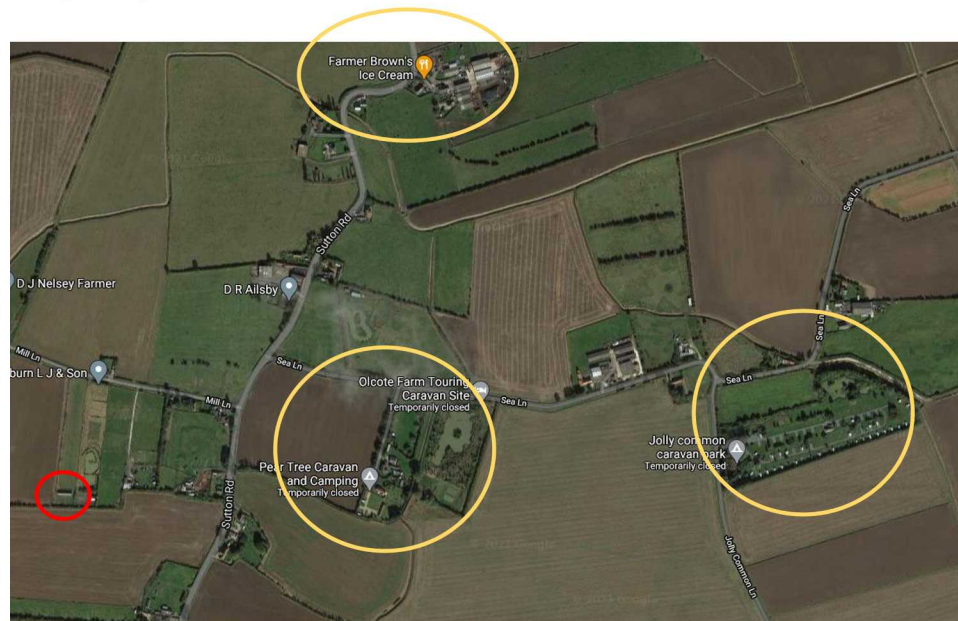 Farmer Brown's
Ice Cream
Sea Ln
Sutton Rd
D J Nelsey Farmer
D R Ailsby
Mill Ln
burn L J & Son
Sea Ln
Mill Ln
Olcote Farm Touring
Caravan Site
Temporarily closed
Sea Ln
Sea Ln
Sea Ln
Pear Tree Caravan
and Camping
Temporarily closed
Jolly common
caravan park
Temporarily closed
Sutton Rd
Jolly Common Ln